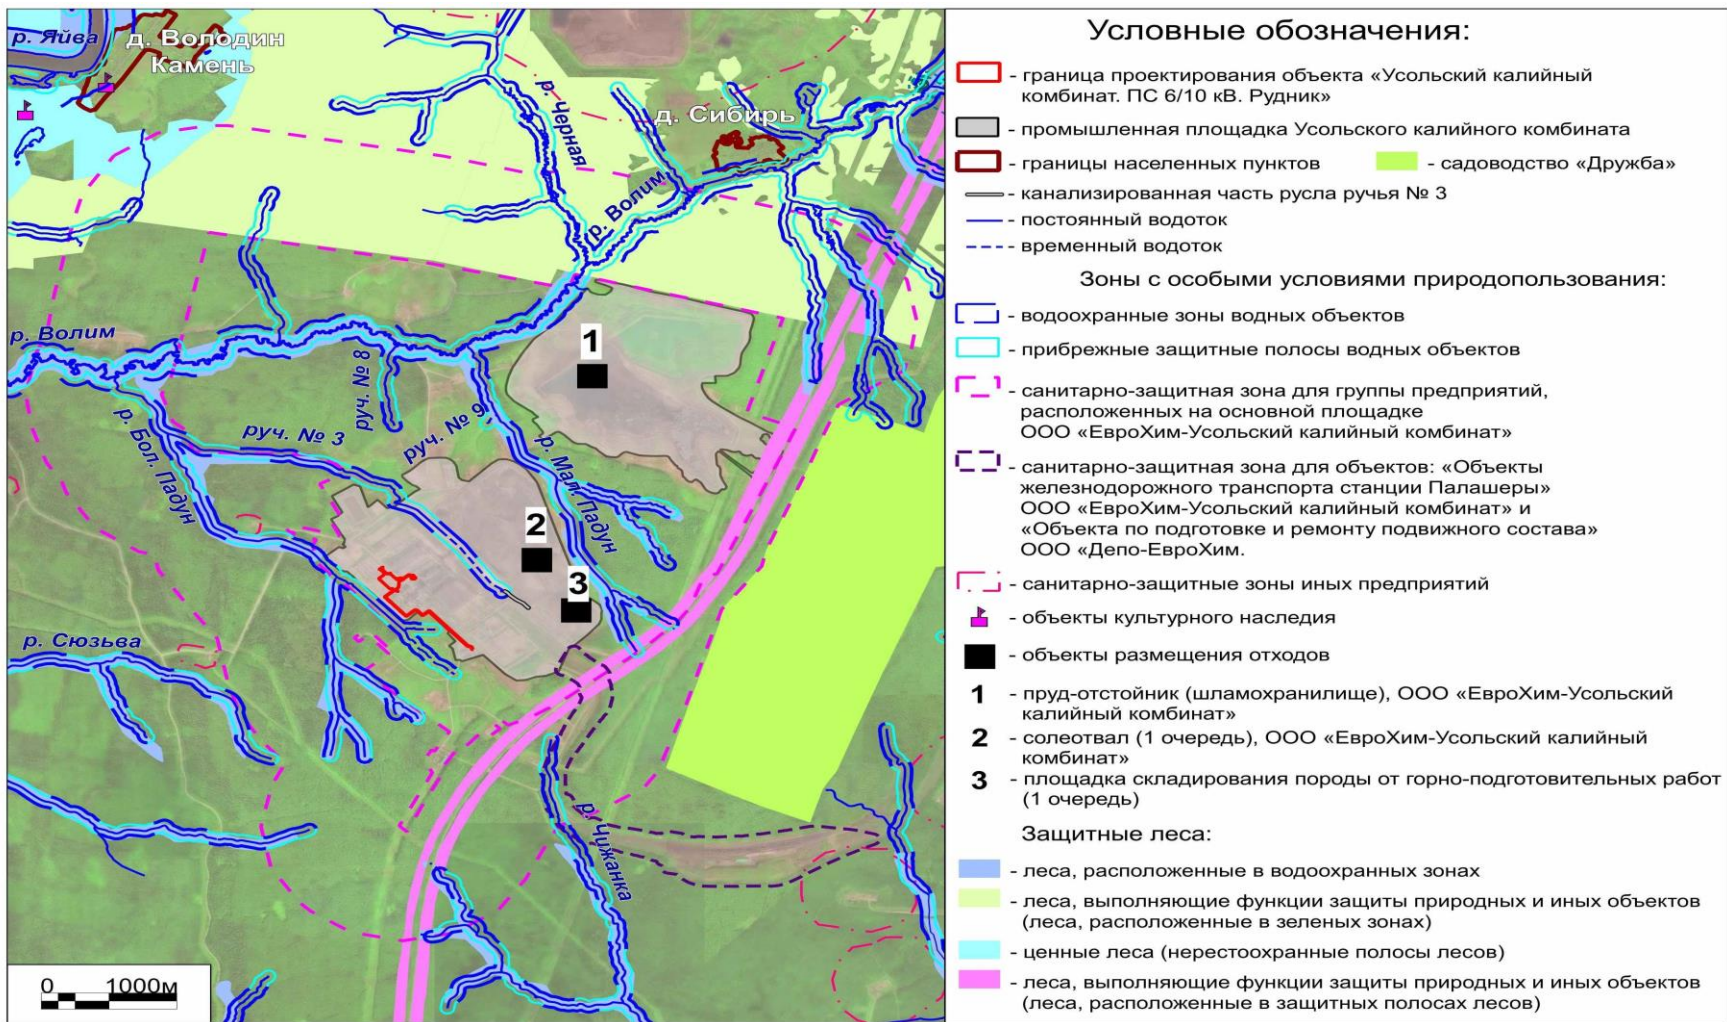 р. Яйва
д. Володин
Камень
р. Черная
д. Сибирь
р. Волим
р. Волим
1
руч. № 8
руч. № 9
руч. № 3
р. Бол. Падун
р. Мал. Падун
2
3
р. Сюзьва
р. Чижанка
0 1000м
Условные обозначения:
- граница проектирования объекта «Усольский калийный
комбинат. ПС 6/10 кВ. Рудник»
- промышленная площадка Усольского калийного комбината
- границы населенных пунктов - садоводство «Дружба»
- канализированная часть русла ручья № 3
- постоянный водоток
- временный водоток
Зоны с особыми условиями природопользования:
- водоохранные зоны водных объектов
- прибрежные защитные полосы водных объектов
- санитарно-защитная зона для группы предприятий,
расположенных на основной площадке
ООО «ЕвроХим-Усольский калийный комбинат»
- санитарно-защитная зона для объектов: «Объекты
железнодорожного транспорта станции Палашеры»
ООО «ЕвроХим-Усольский калийный комбинат» и
«Объекта по подготовке и ремонту подвижного состава»
ООО «Депо-ЕвроХим.
- санитарно-защитные зоны иных предприятий
- объекты культурного наследия
- объекты размещения отходов
1 - пруд-отстойник (шламохранилище), ООО «ЕвроХим-Усольский
калийный комбинат»
2 - солеотвал (1 очередь), ООО «ЕвроХим-Усольский калийный
комбинат»
3 - площадка складирования породы от горно-подготовительных работ
(1 очередь)
Защитные леса:
- леса, расположенные в водоохранных зонах
- леса, выполняющие функции защиты природных и иных объектов
(леса, расположенные в зеленых зонах)
- ценные леса (нерестоохранные полосы лесов)
- леса, выполняющие функции защиты природных и иных объектов
(леса, расположенные в защитных полосах лесов)